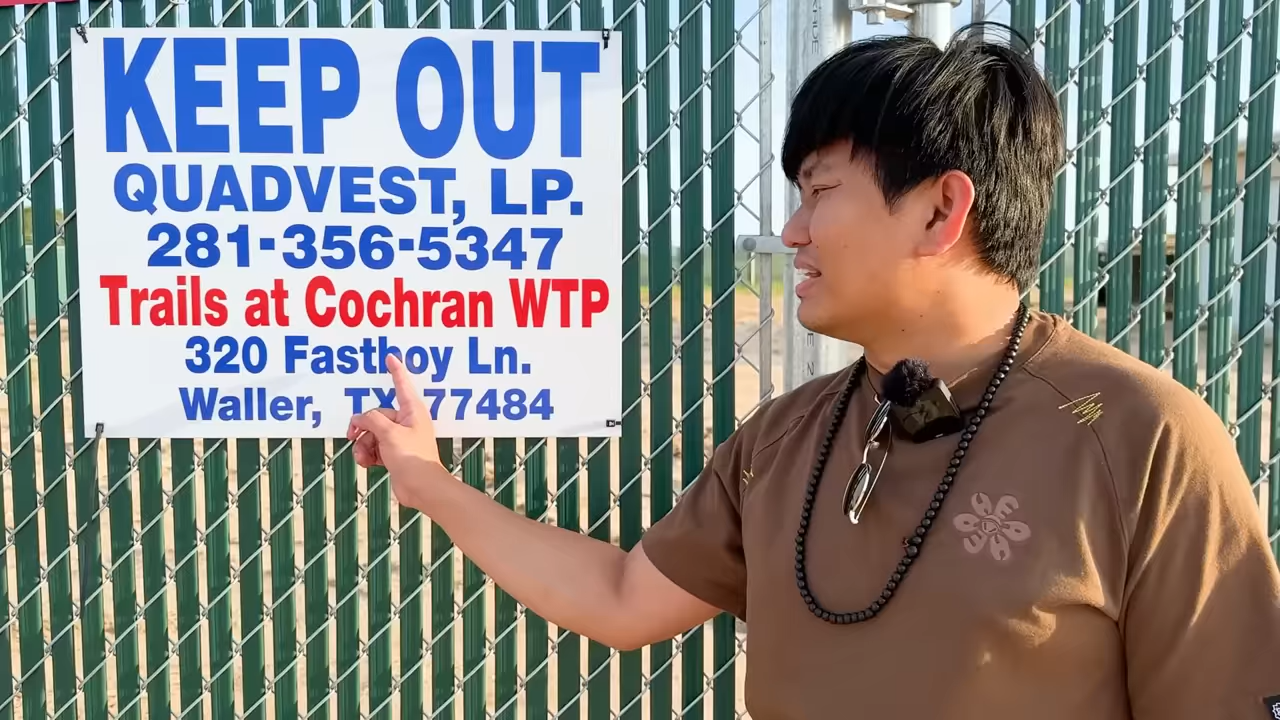 KEEP OUT
QUADVEST, LP.
281-356-5347
Trails at Cochran WTP
320 Fastboy Ln.
Waller, TX 77484